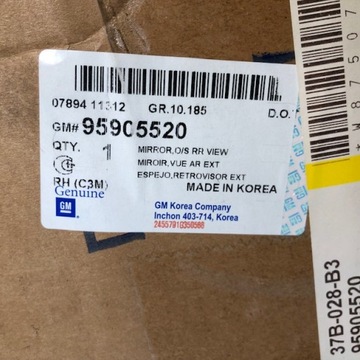 07894 11312 GR.10.185 D.O.
GM# 95905520
QTY. 1 MIRROR,O/S RR VIEW
MIROIR,VUE AR EXT
ESPEJO,RETROVISOR EXT
RH (C3M) MADE IN KOREA
Genuine
GM
GM Korea Company
Inchon 403-714, Korea
37B-028-B3
95905520